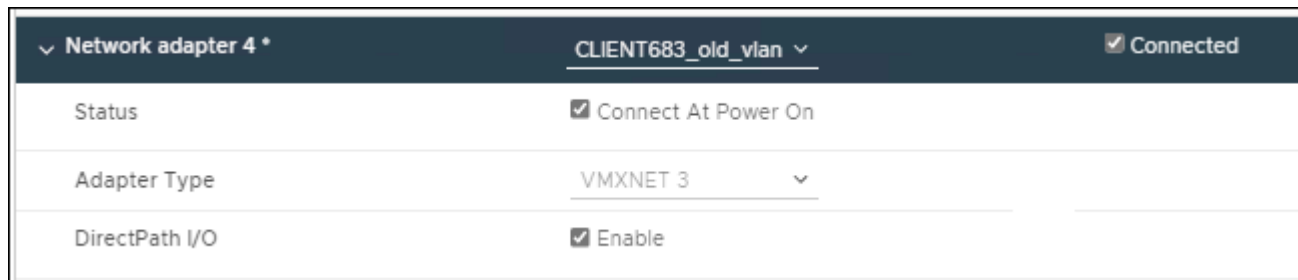 Network adapter 4 * CLIENT683_old_vlan Connected
Status Connect At Power On
Adapter Type VMXNET 3
DirectPath I/O Enable